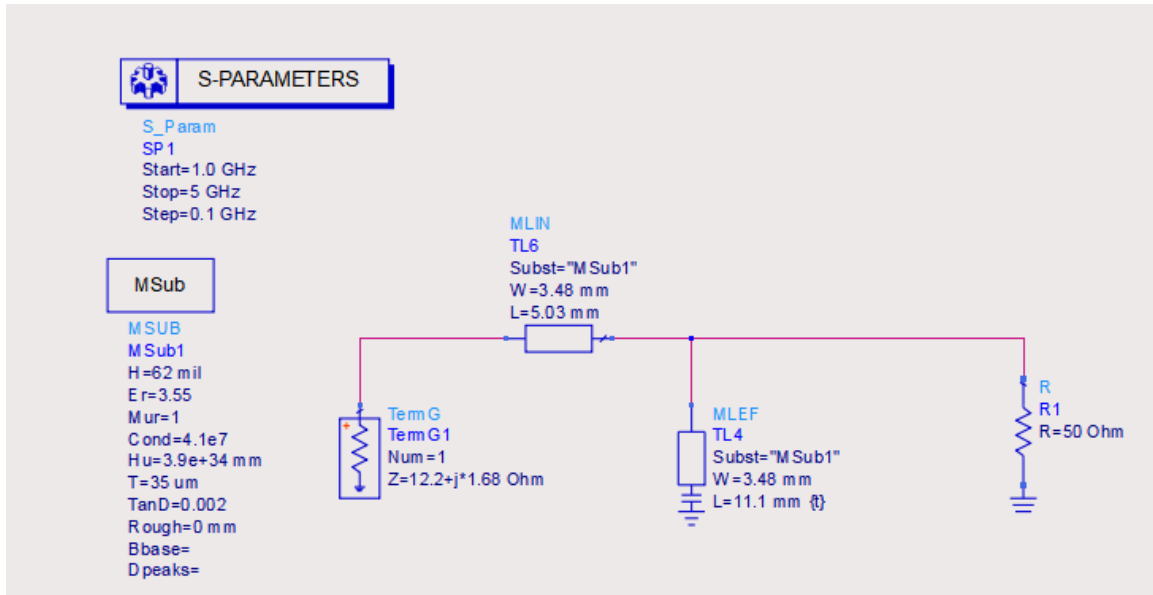 S-PARAMETERS
S_Param
SP1
Start=1.0 GHz
Stop=5 GHz
Step=0.1 GHz
MSub
MSUB
MSub1
H=62 mil
Er=3.55
Mur=1
Cond=4.1e7
Hu=3.9e+34 mm
T=35 um
TanD=0.002
Rough=0 mm
Bbase=
Dpeaks=
MLIN
TL6
Subst="MSub1"
W=3.48 mm
L=5.03 mm
+
TermG
TermG1
Num=1
Z=12.2+j*1.68 Ohm
MLEF
TL4
Subst="MSub1"
W=3.48 mm
L=11.1 mm {t}
R
R1
R=50 Ohm